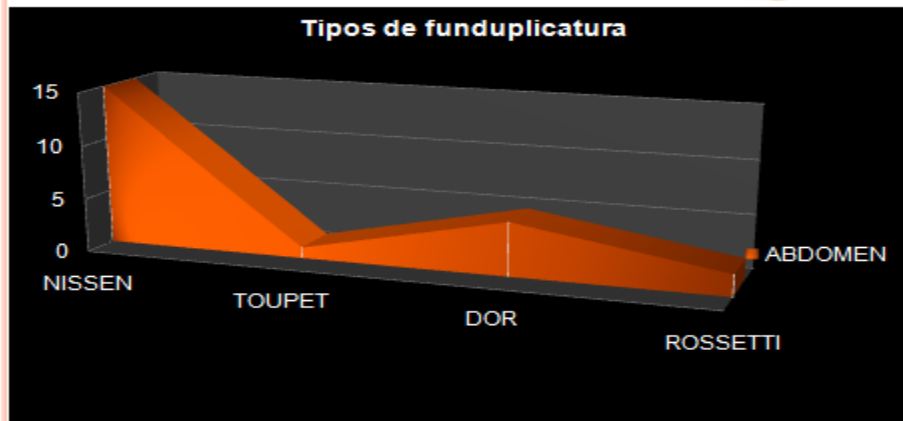 Tipos de funduplicatura
15
10
5
0
NISSEN
TOUPET
DOR
ROSSETTI
ABDOMEN